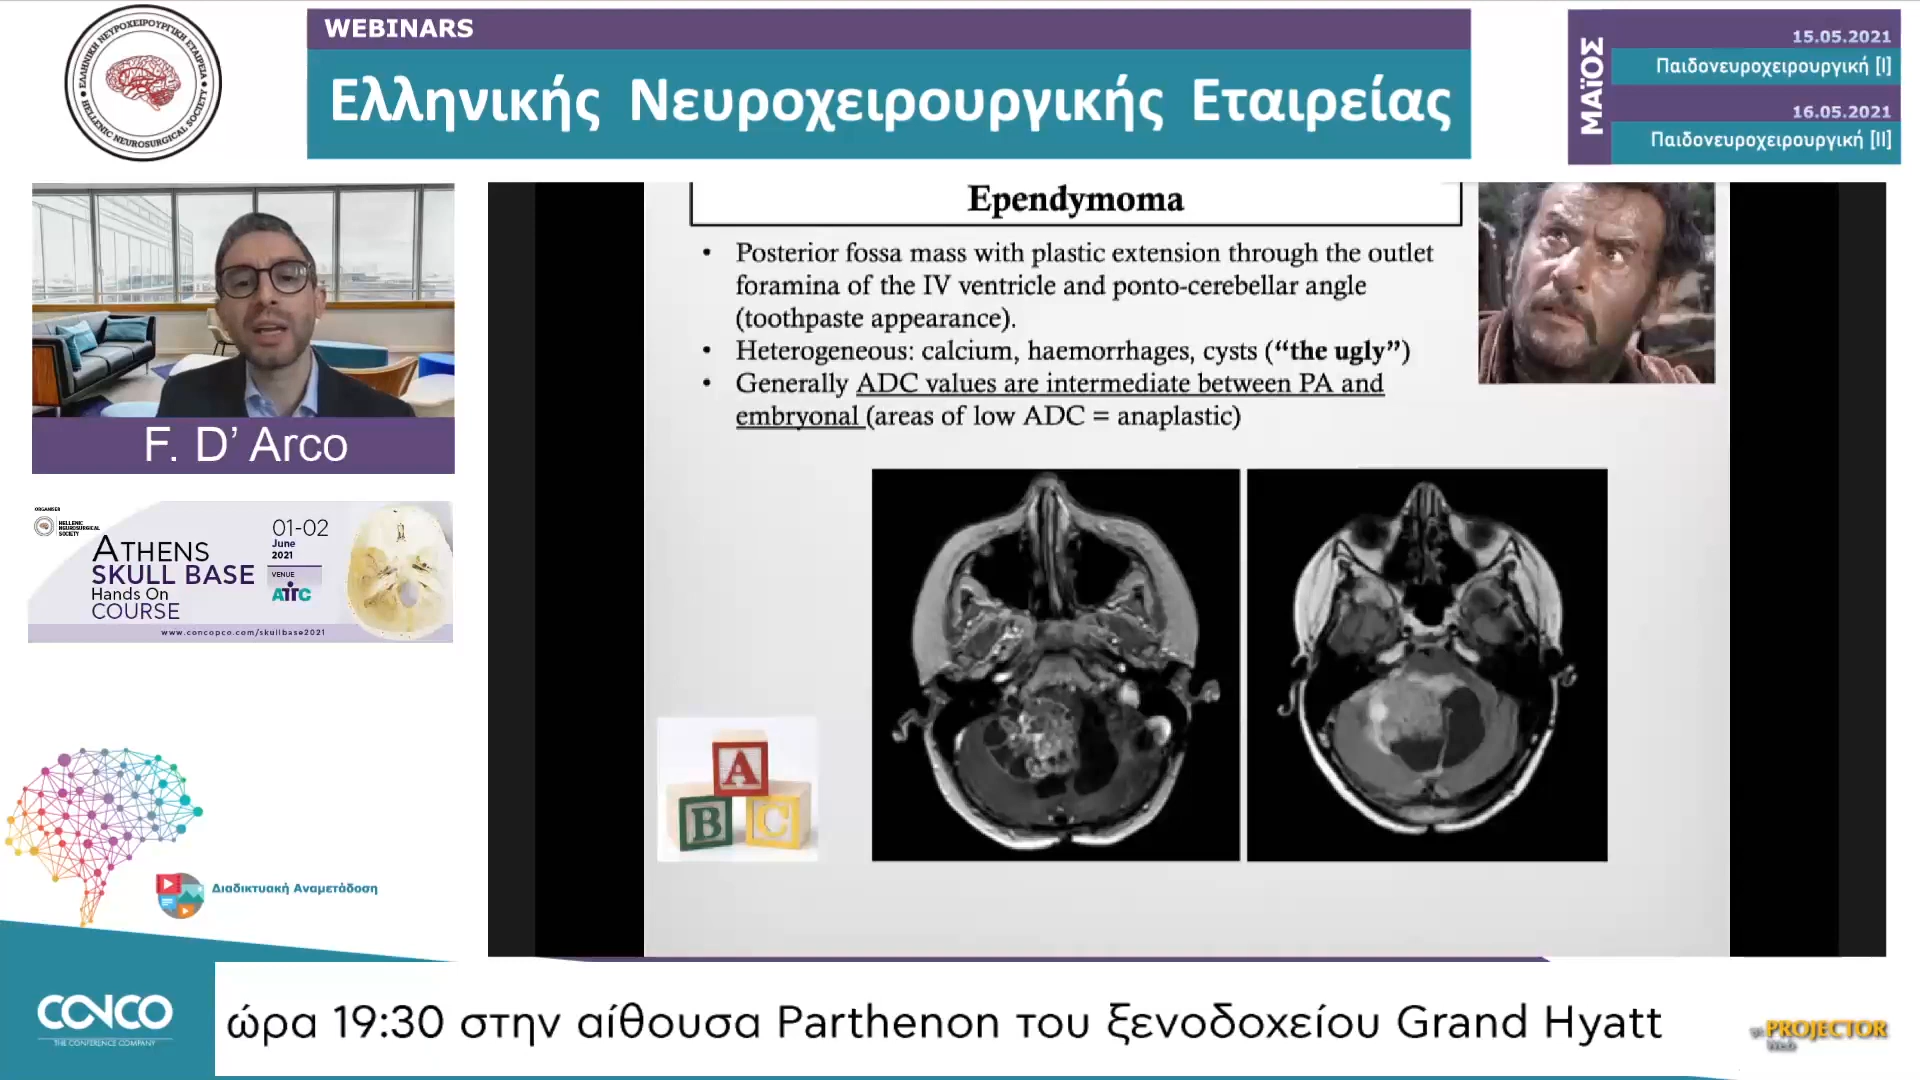 ΕΛΛΗΝΙΚΗ ΝΕΥΡΟΧΕΙΡΟΥΡΓΙΚΗ ΕΤΑΙΡΕΙΑ
HELLENIC NEUROSURGICAL SOCIETY
WEBINARS
Ελληνικής Νευροχειρουργικής Εταιρείας
ΜΑΪΟΣ
15.05.2021
Παιδονευροχειρουργική [I]
16.05.2021
Παιδονευροχειρουργική [II]
F. D’ Arco
ORGANISER
HELLENIC
NEUROSURGICAL
SOCIETY
ATHENS
SKULL BASE
Hands On
COURSE
01-02
June
2021
VENUE
www.concopco.com/skullbase2021
Ependymoma
• Posterior fossa mass with plastic extension through the outlet
foramina of the IV ventricle and ponto-cerebellar angle
(toothpaste appearance).
• Heterogeneous: calcium, haemorrhages, cysts (“the ugly”)
• Generally ADC values are intermediate between PA and
embryonal (areas of low ADC = anaplastic)
A
B C
Διαδικτυακή Αναμετάδοση
CONCO
THE CONFERENCE COMPANY
ώρα 19:30 στην αίθουσα Parthenon του ξενοδοχείου Grand Hyatt
PROJECTOR
Web